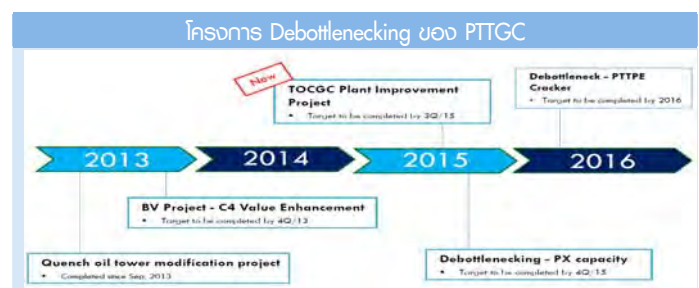 โครงการ Debottlenecking ของ PTTGC
New
TOCGC Plant Improvement
Project
• Target to be completed by 3Q/15
Debottleneck – PTTPE
Cracker
• Target to be completed by 2016
2013
2014
2015
2016
BV Project - C4 Value Enhancement
• Target to be completed by 4Q/13
Quench oil tower modification project
• Completed since Sep, 2013
Debottlenecking - PX capacity
• Target to be completed by 4Q/15